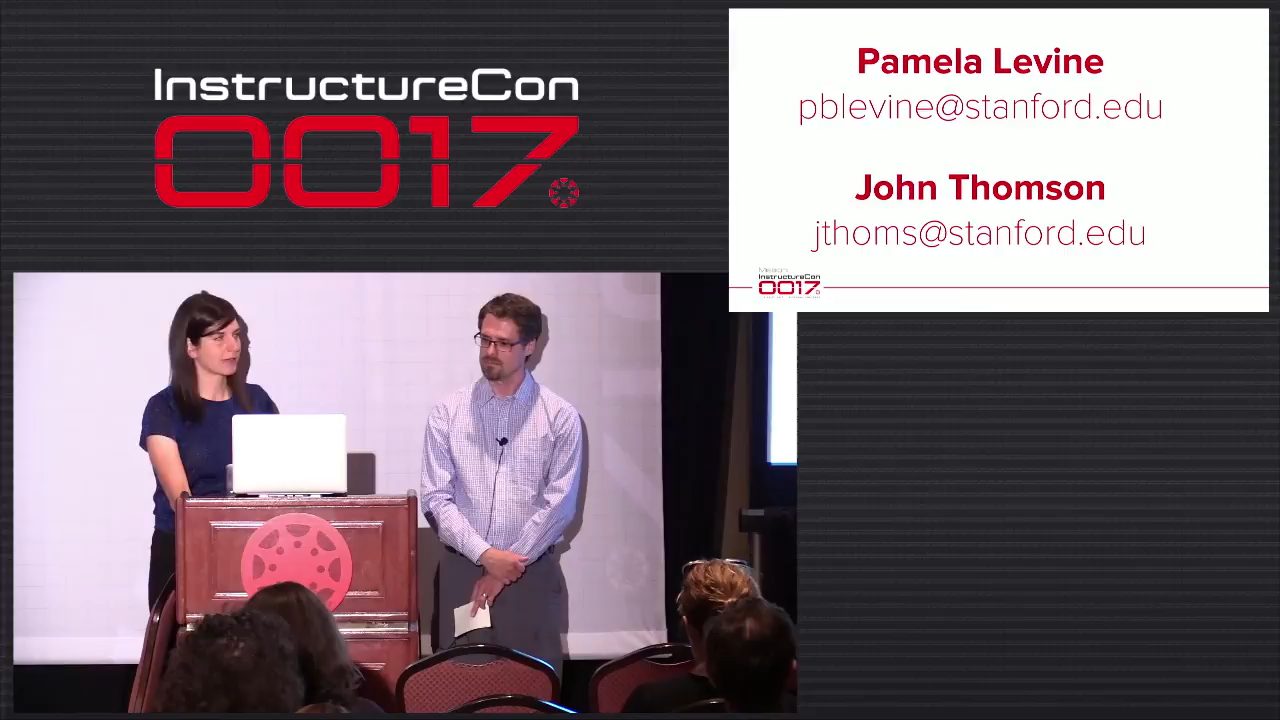 InstructureCon
0017
Pamela Levine
pblevine@stanford.edu
John Thomson
jthoms@stanford.edu
InstructureCon
0017